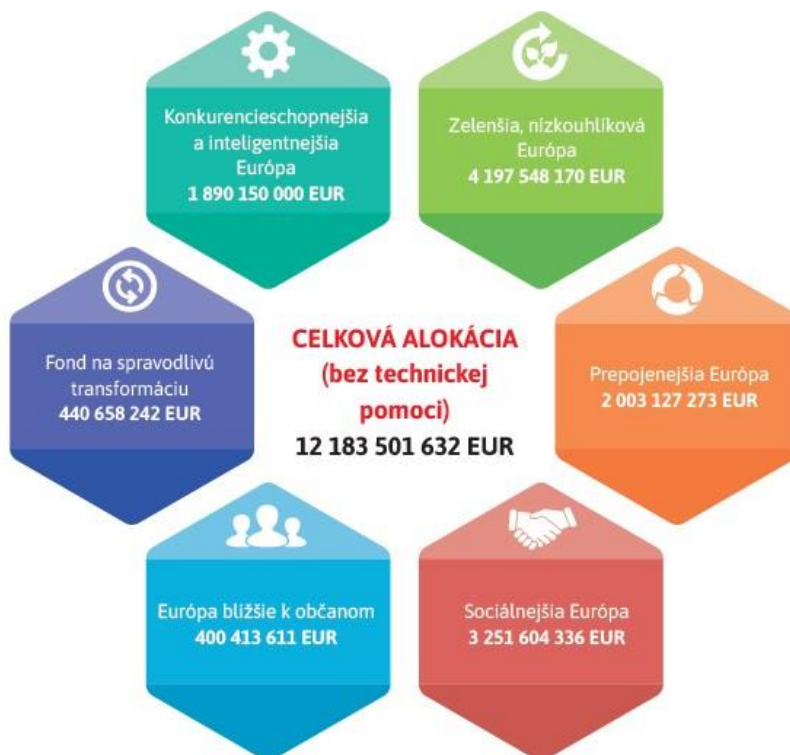 Konkurencieschopnejšia
a inteligentnejšia
Európa
1 890 150 000 EUR
Zelenšia, nízkouhlíková
Európa
4 197 548 170 EUR
Fond na spravodlivú
transformáciu
440 658 242 EUR
CELKOVÁ ALOKÁCIA
(bez technickej
pomoci)
12 183 501 632 EUR
Prepojenejšia Európa
2 003 127 273 EUR
Európa bližšie k občanom
400 413 611 EUR
Sociálnejšia Európa
3 251 604 336 EUR